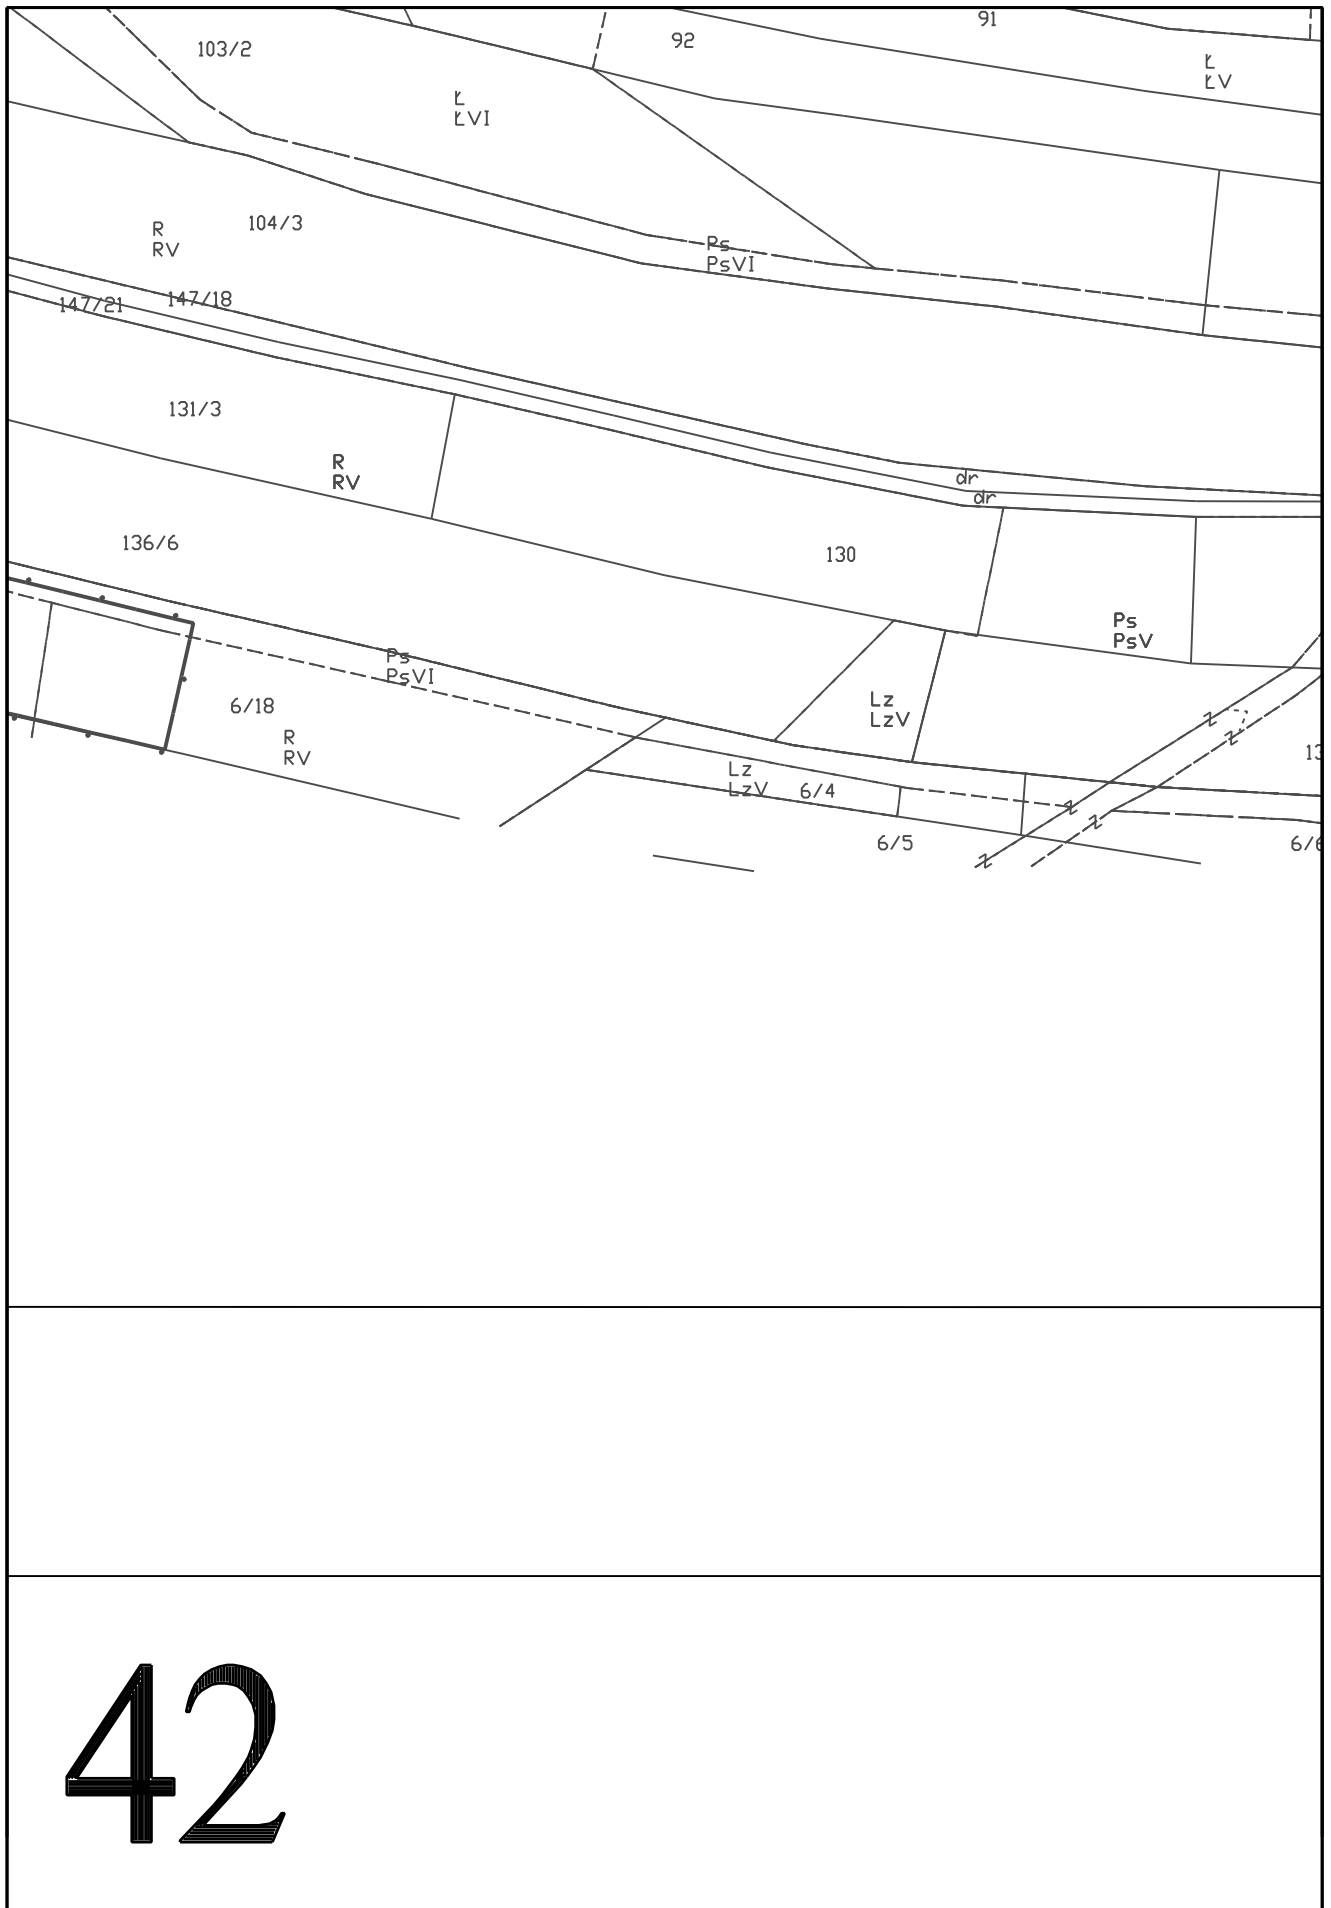 91
92
103/2
Ł
ŁV
Ł
ŁVI
104/3
R
RV
Ps
PsVI
147/21
147/18
131/3
R
RV
dr
dr
136/6
130
Ps
PsV
Ps
PsVI
6/18
Lz
LzV
R
RV
Lz
LzV
6/4
6/5
42